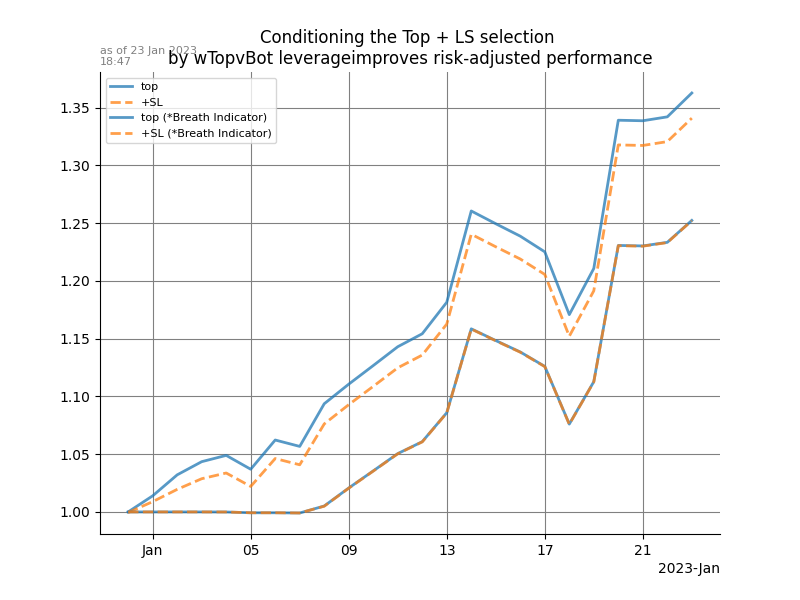 Conditioning the Top + LS selection
by wTopvBot leverageimproves risk-adjusted performance
as of 23 Jan 2023
18:47
top
+SL
top (*Breath Indicator)
+SL (*Breath Indicator)
1.35
1.30
1.25
1.20
1.15
1.10
1.05
1.00
Jan 05 09 13 17 21
2023-Jan